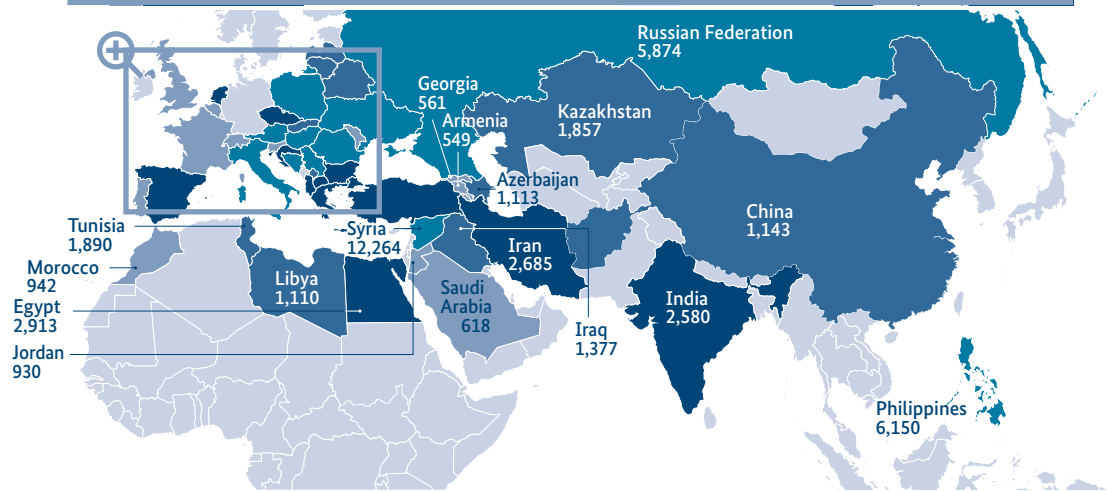 Russian Federation
5,874
Georgia
561
Armenia
549
Kazakhstan
1,857
Azerbaijan
1,113
China
1,143
Tunisia
1,890
Syria
12,264
Iran
2,685
Morocco
942
Libya
1,110
Saudi
Arabia
618
India
2,580
Egypt
2,913
Iraq
1,377
Jordan
930
Philippines
6,150